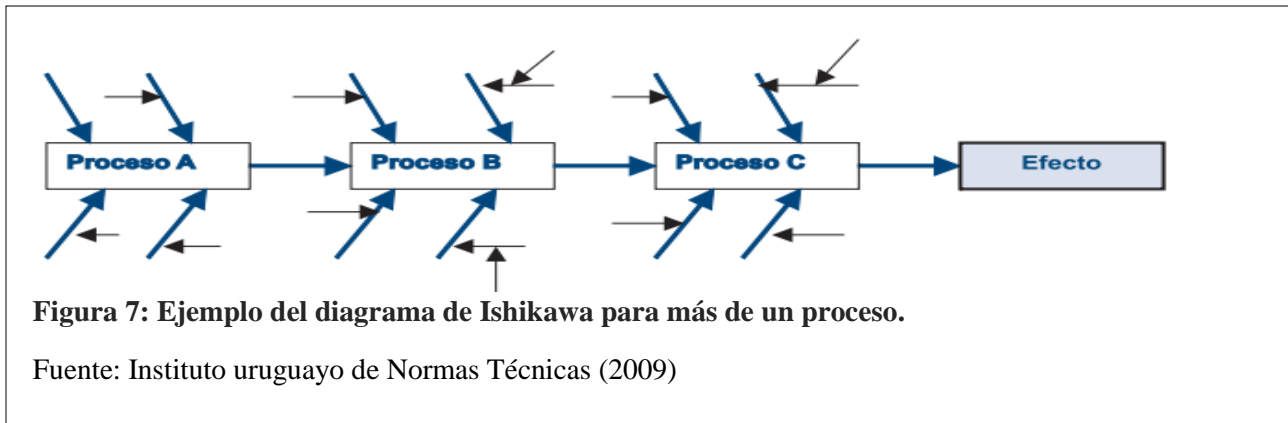 Proceso A
Proceso B
Proceso C
Efecto
Figura 7: Ejemplo del diagrama de Ishikawa para más de un proceso.
Fuente: Instituto uruguayo de Normas Técnicas (2009)